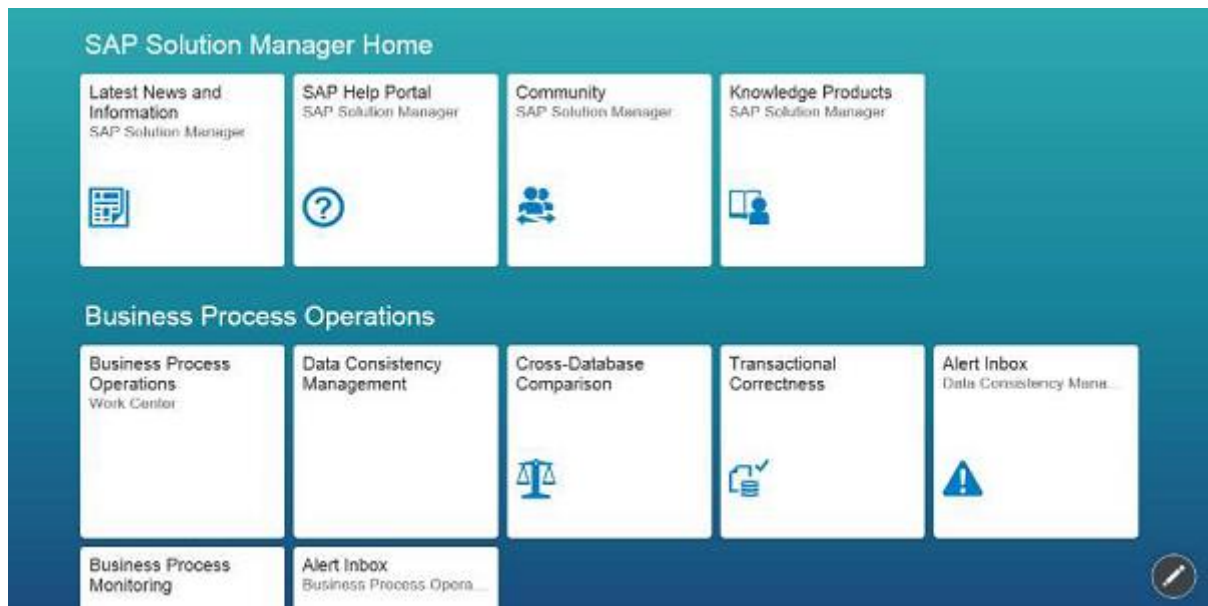 SAP Solution Manager Home
Latest News and
Information
SAP Solution Manager
SAP Help Portal
SAP Solution Manager
Community
SAP Solution Manager
Knowledge Products
SAP Solution Manager
Business Process Operations
Business Process
Operations
Work Center
Data Consistency
Management
Cross-Database
Comparison
Transactional
Correctness
Alert Inbox
Data Consistency Mana...
Business Process
Monitoring
Alert Inbox
Business Process Opera...